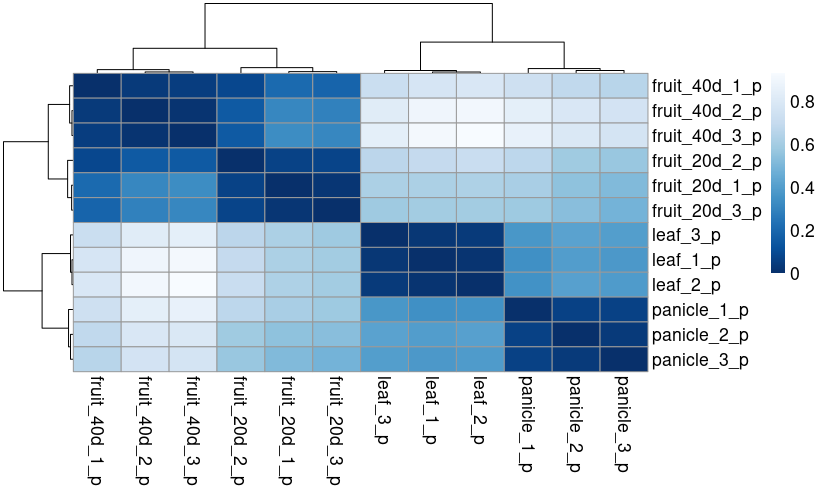 fruit_40d_1_p
fruit_40d_2_p
fruit_40d_3_p
fruit_20d_2_p
fruit_20d_1_p
fruit_20d_3_p
leaf_3_p
leaf_1_p
leaf_2_p
panicle_1_p
panicle_2_p
panicle_3_p
0.8
0.6
0.4
0.2
0
fruit_40d_1_p
fruit_40d_2_p
fruit_40d_3_p
fruit_20d_2_p
fruit_20d_1_p
fruit_20d_3_p
leaf_3_p
leaf_1_p
leaf_2_p
panicle_1_p
panicle_2_p
panicle_3_p